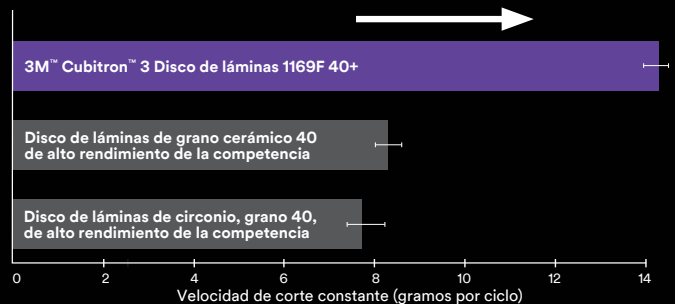 3M™ Cubitron™ 3 Disco de láminas 1169F 40+
Disco de láminas de grano cerámico 40
de alto rendimiento de la competencia
Disco de láminas de circonio, grano 40,
de alto rendimiento de la competencia
0 2 4 6 8 10 12 14
Velocidad de corte constante (gramos por ciclo)